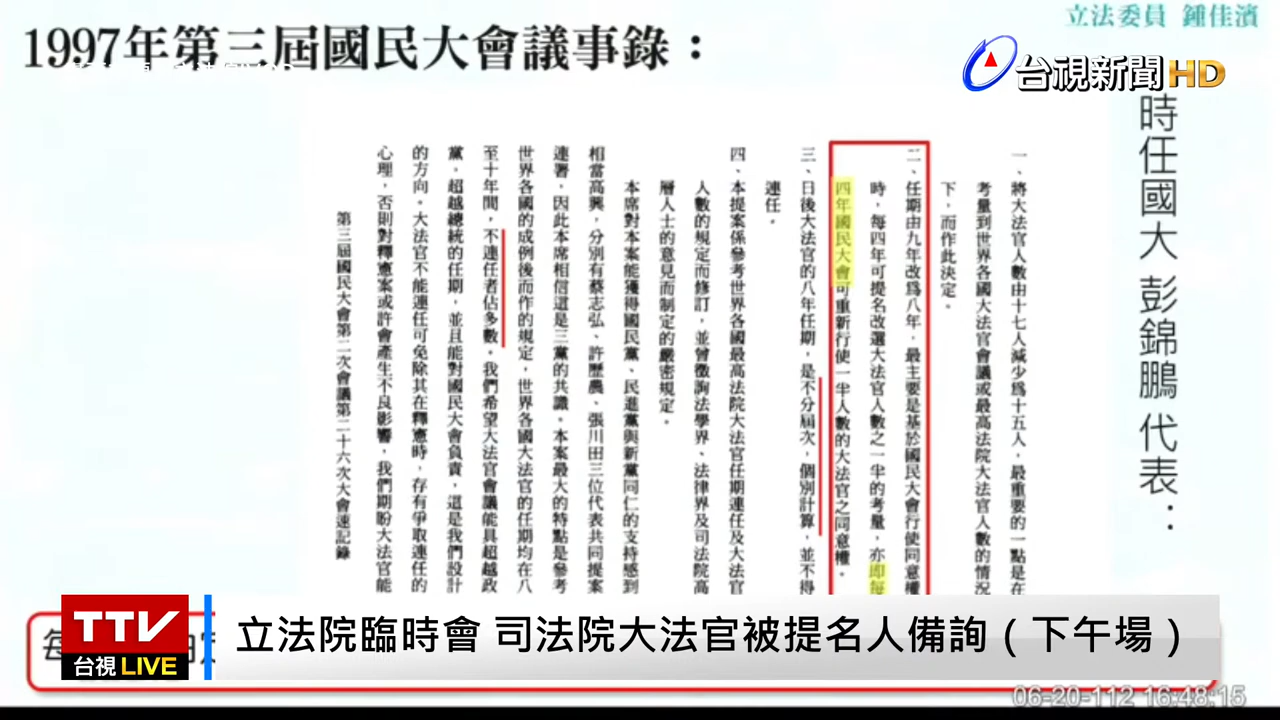 立法委員 鍾佳濱
1997年第三屆國民大會議事錄：
台視新聞HD
時任國大 彭錦鵬 代表：
一、將大法官人數由十七人減少為十五人，最重要的一點是在
考量到世界各國大法官會議或最高法院大法官人數的情況
下，而作此決定。
二、任期由九年改為八年，最主要是基於國民大會行使同意權
時，每四年可提名改選大法官人數之一半的考量，亦即每
四年國民大會可重新行使一半人數的大法官之同意權。
三、日後大法官的八年任期，是不分屆次，個別計算，並不得
連任。
四、本提案係參考世界各國最高法院大法官任期連任及大法官
人數的規定而修訂，並曾徵詢法學界、法律界及司法院高
層人士的意見而制定的嚴密規定。
本席對本案能獲得國民黨、民進黨與新黨同仁的支持感到
相當高興，分別有蔡志弘、許歷農、張川田三位代表共同提案
連署，因此本席相信這是三黨的共識。本案最大的特點是參考
世界各國的成例後而作的規定，世界各國大法官的任期均在八
至十年間，不連任者佔多數。我們希望大法官會議能具超越政
黨，超越總統的任期，並且能對國民大會負責，這是我們設計
的方向。大法官不能連任可免除其在釋憲時，存有爭取連任的
心理，否則對釋憲案或許會產生不良影響，我們期盼大法官能
第三屆國民大會第二次會議第二十六次大會速記錄
TTV
台視 LIVE
立法院臨時會 司法院大法官被提名人備詢（下午場）
06-20-112 16:48:15